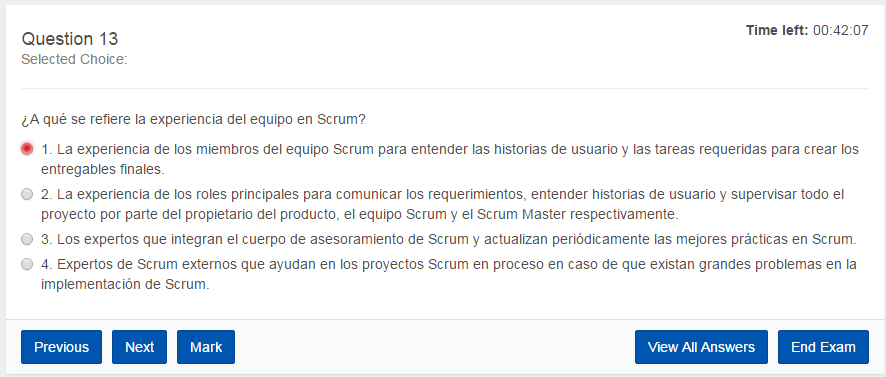 Question 13
Time left: 00:42:07
Selected Choice:
¿A qué se refiere la experiencia del equipo en Scrum?
1. La experiencia de los miembros del equipo Scrum para entender las historias de usuario y las tareas requeridas para crear los
entregables finales.
2. La experiencia de los roles principales para comunicar los requerimientos, entender historias de usuario y supervisar todo el
proyecto por parte del propietario del producto, el equipo Scrum y el Scrum Master respectivamente.
3. Los expertos que integran el cuerpo de asesoramiento de Scrum y actualizan periódicamente las mejores prácticas en Scrum.
4. Expertos de Scrum externos que ayudan en los proyectos Scrum en proceso en caso de que existan grandes problemas en la
implementación de Scrum.
Previous Next Mark View All Answers End Exam